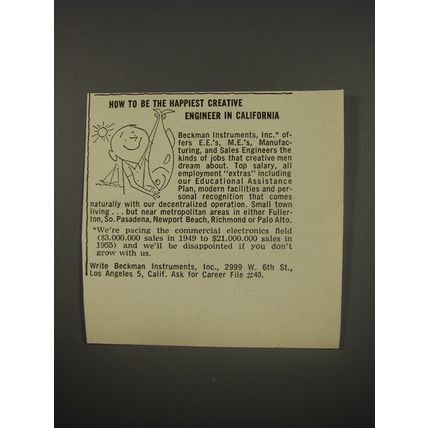 HOW TO BE THE HAPPIEST CREATIVE
ENGINEER IN CALIFORNIA
Beckman Instruments, Inc.* of-
fers E.E.'s, M.E.'s, Manufac-
turing, and Sales Engineers the
kinds of jobs that creative men
dream about. Top salary, all
employment "extras" including
our Educational Assistance
Plan, modern facilities and per-
sonal recognition that comes
naturally with our decentralized operation. Small town
living . . . but near metropolitan areas in either Fuller-
ton, So. Pasadena, Newport Beach, Richmond or Palo Alto.
*We're pacing the commercial electronics field
($3.000.000 sales in 1949 to $21.000.000 sales in
1955) and we'll be disappointed if you don't
grow with us.
Write Beckman Instruments, Inc., 2999 W. 6th St.,
Los Angeles 5, Calif. Ask for Career File #40.